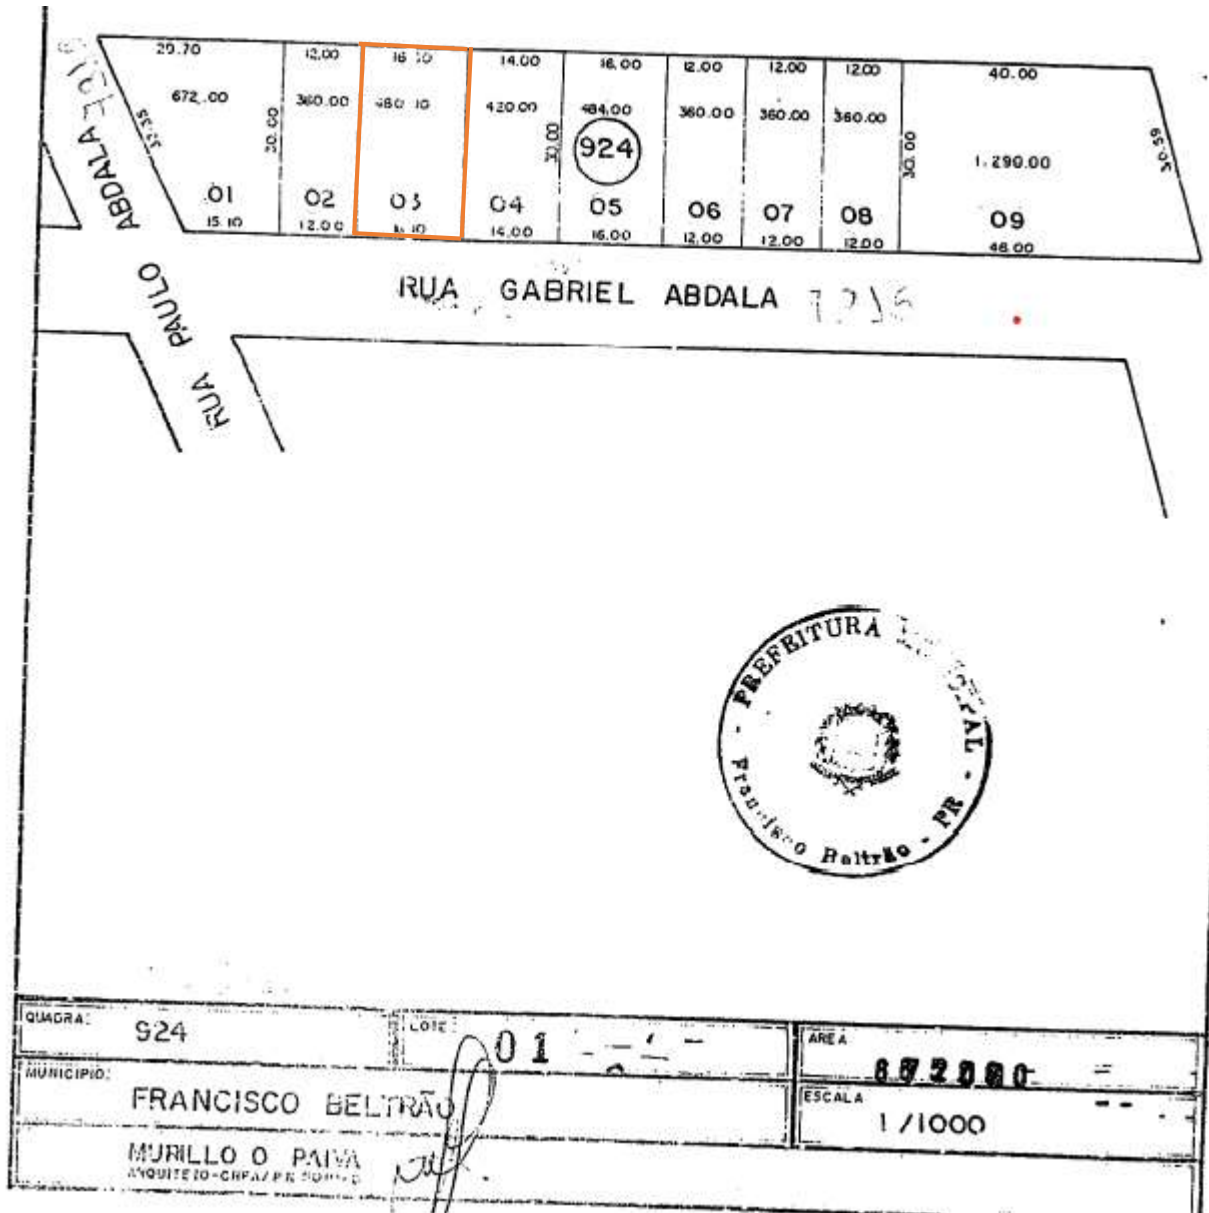 29.70 12.00 14.00 16.00 12.00 12.00 12.00 40.00
672.00 360.00 420.00 484.00 360.00 360.00 360.00 1.290.00
30.00 30.00 30.00 30.59
924
01 02 03 04 05 06 07 08 09
15.10 12.00 14.00 16.00 12.00 12.00 12.00 46.00
RUA PAULO ABDALA
RUA GABRIEL ABDALA
PREFEITURA
Francisco Beltrão - PR -
QUADRA: 924 LOTE: 01 AREA
MUNICIPIO: FRANCISCO BELTRÃO ESCALA 1/1000
MURILLO O PAIVA